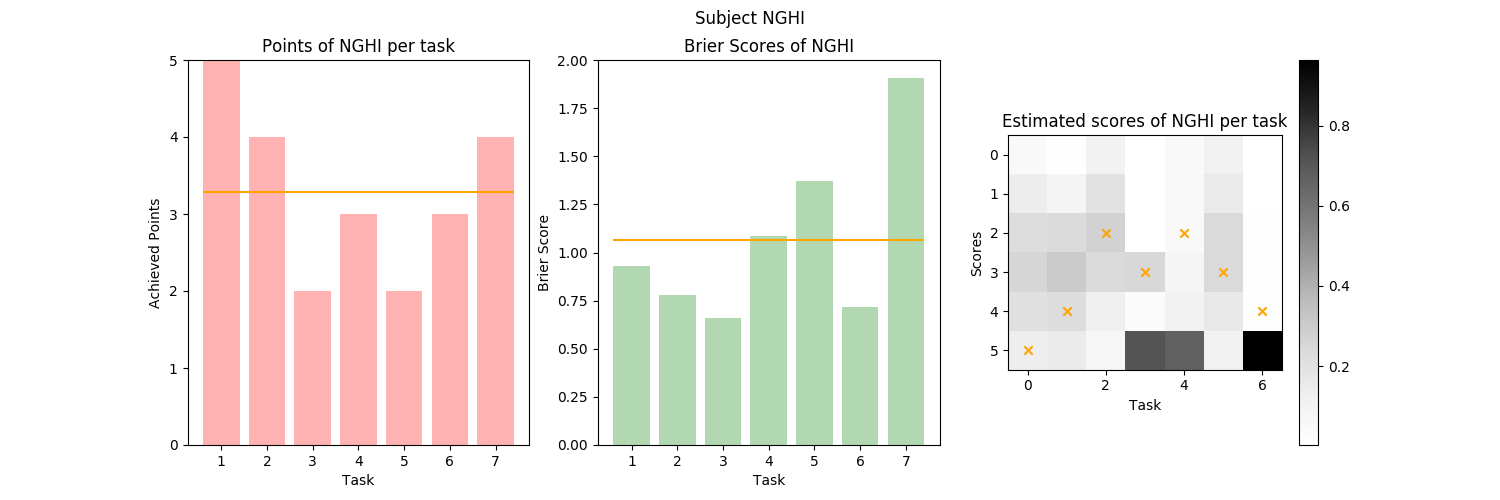 Subject NGHI
Points of NGHI per task
5
4
3
2
1
0
Achieved Points
1 2 3 4 5 6 7
Task
Brier Scores of NGHI
2.00
1.75
1.50
1.25
1.00
0.75
0.50
0.25
0.00
Brier Score
1 2 3 4 5 6 7
Task
Estimated scores of NGHI per task
0
1
2
3
4
5
Scores
0 2 4 6
Task
0.8
0.6
0.4
0.2